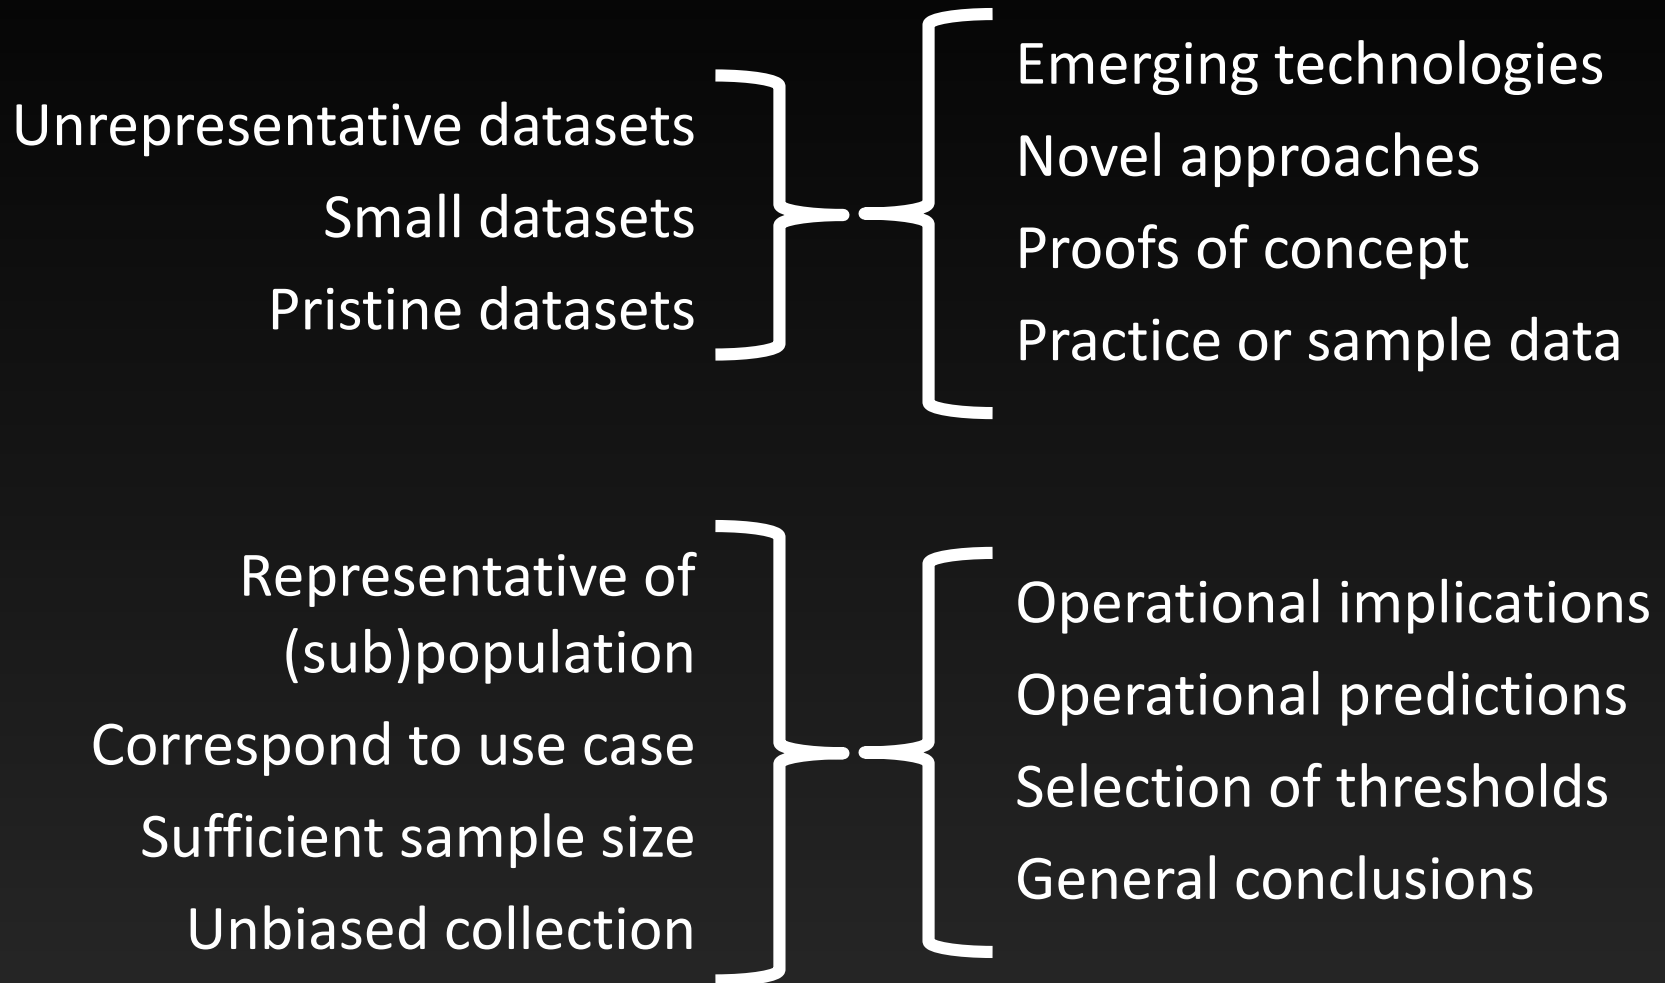 Unrepresentative datasets
Small datasets
Pristine datasets
Emerging technologies
Novel approaches
Proofs of concept
Practice or sample data
Representative of
(sub)population
Correspond to use case
Sufficient sample size
Unbiased collection
Operational implications
Operational predictions
Selection of thresholds
General conclusions